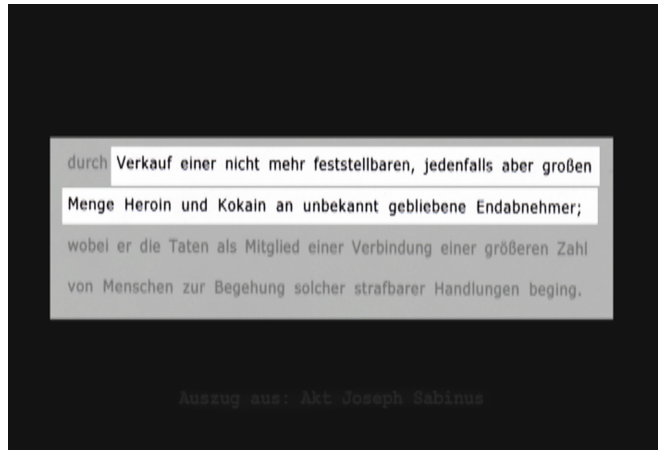 durch Verkauf einer nicht mehr feststellbaren, jedenfalls aber großen
Menge Heroin und Kokain an unbekannt gebliebene Endabnehmer;
wobei er die Taten als Mitglied einer Verbindung einer größeren Zahl
von Menschen zur Begehung solcher strafbarer Handlungen beging.
Auszug aus: Akt Joseph Sabinus